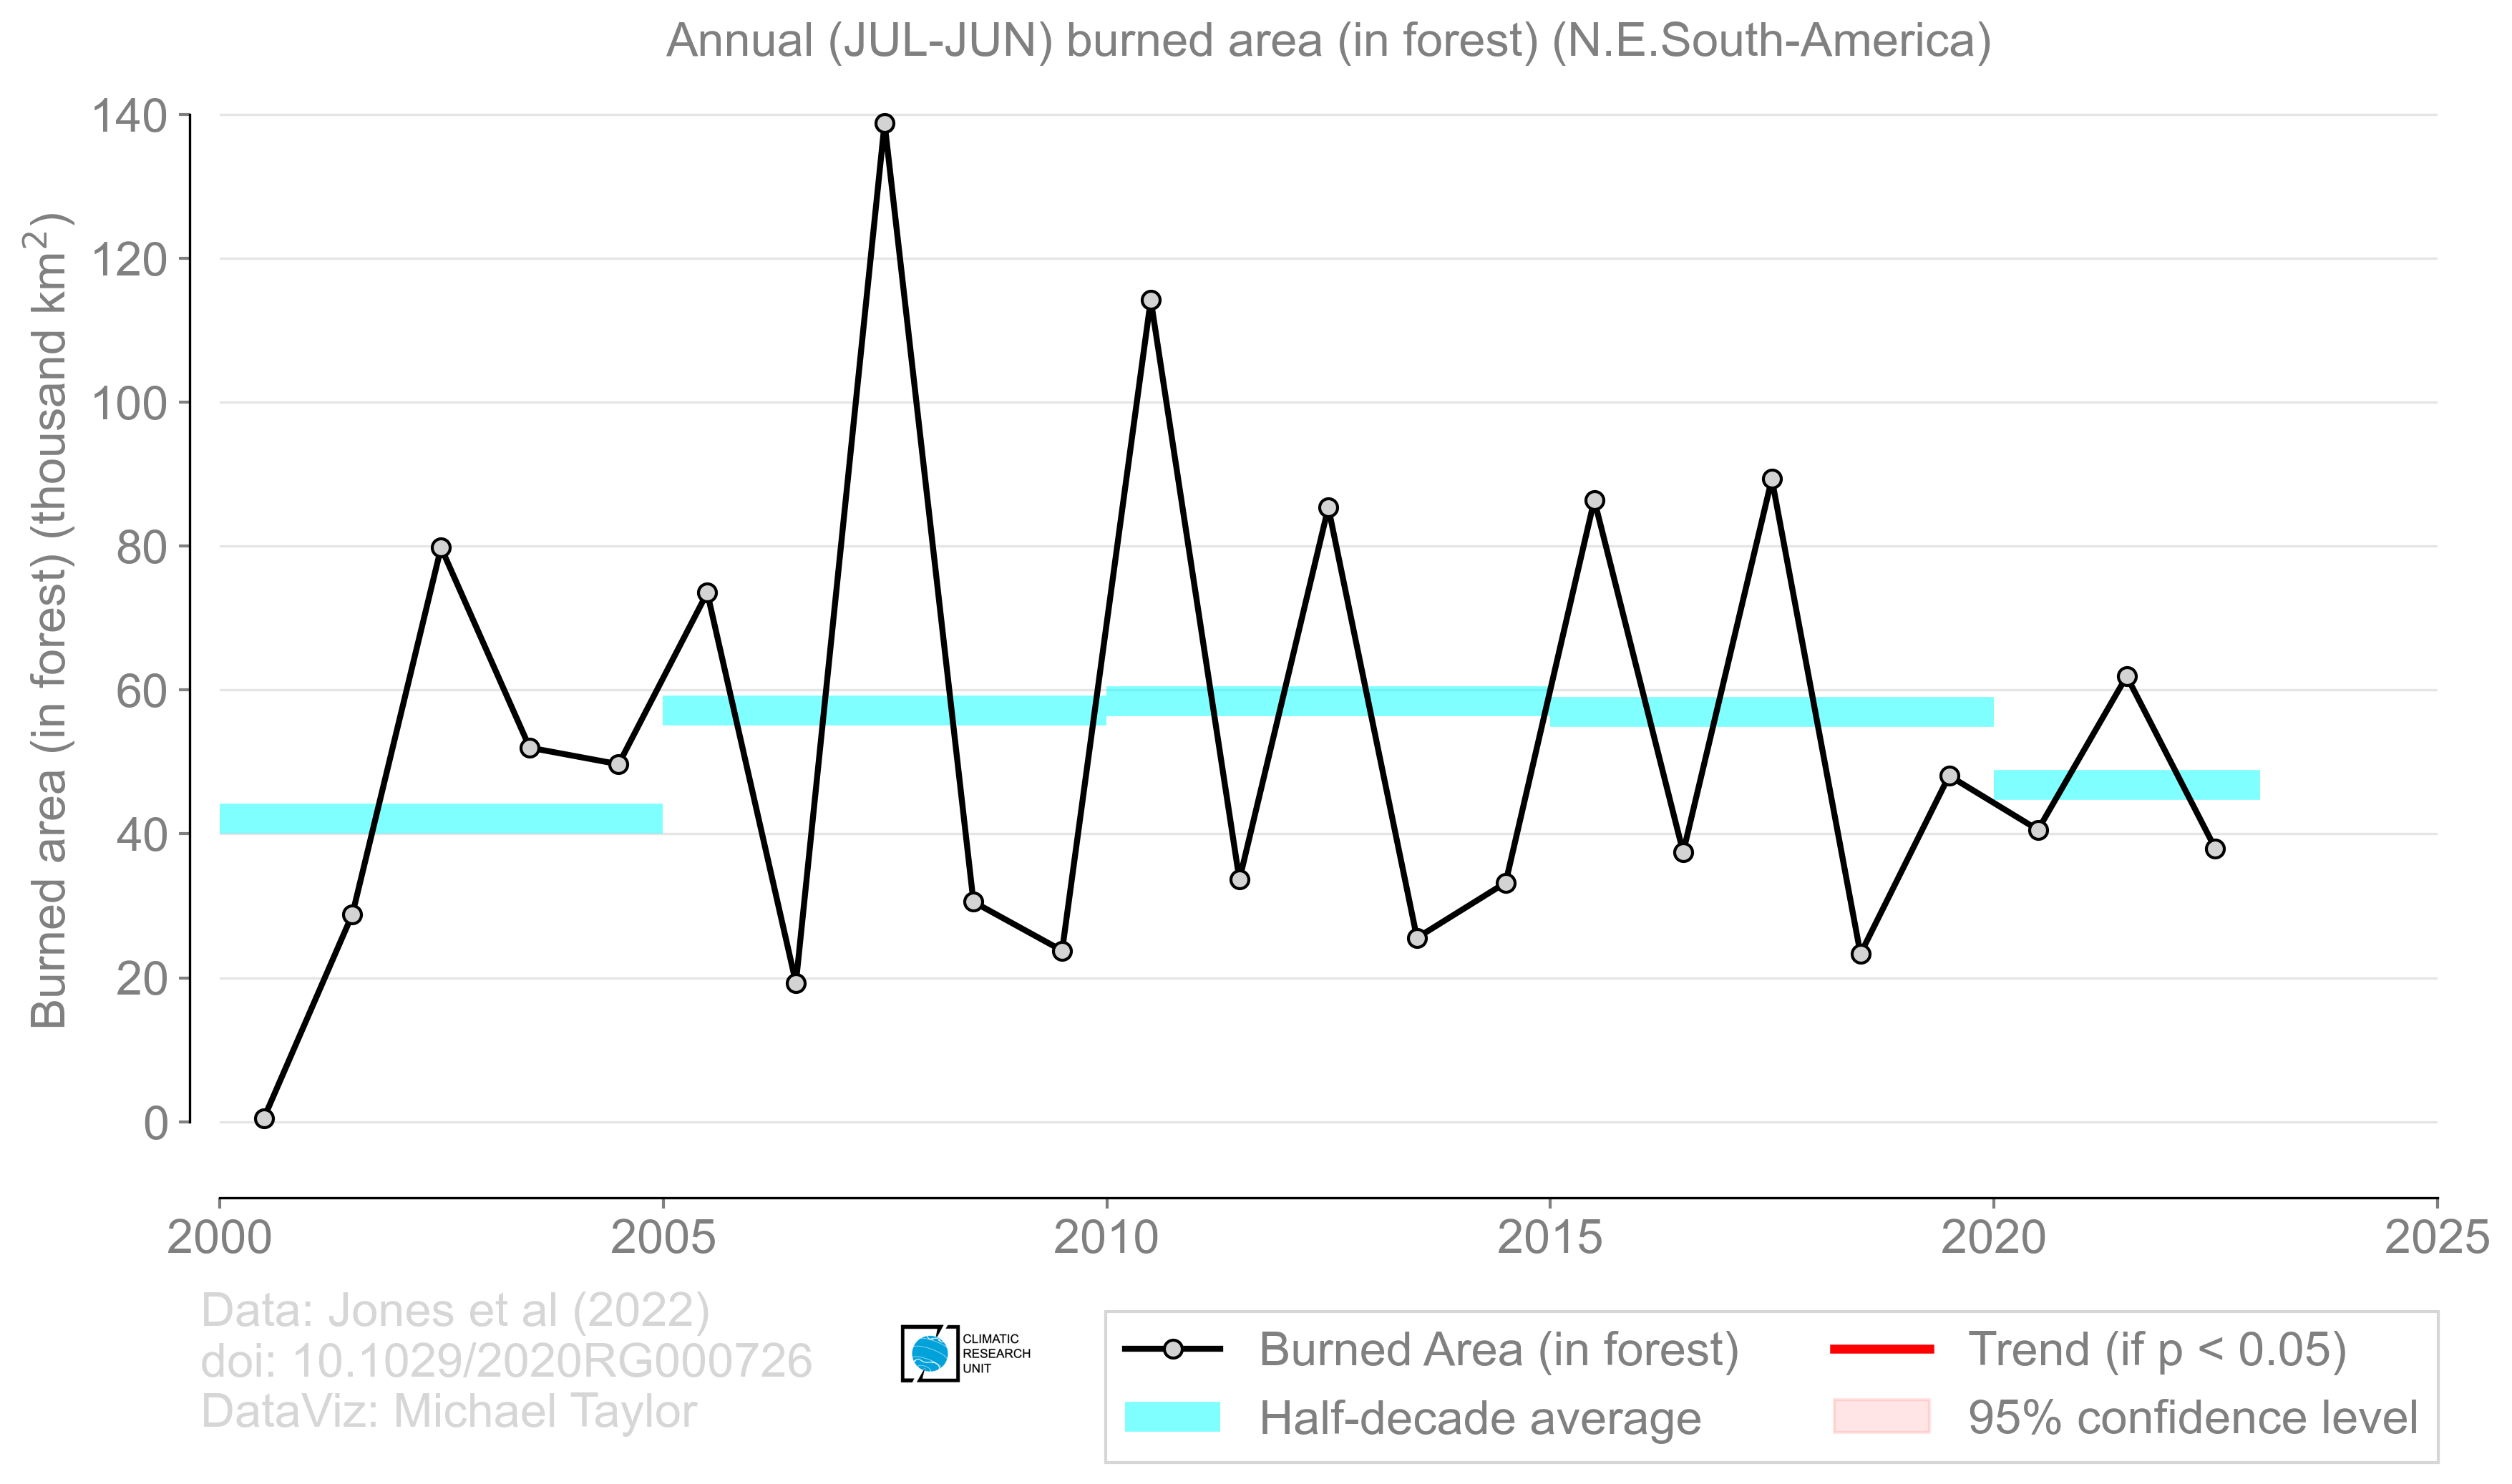 Annual (JUL-JUN) burned area (in forest) (N.E.South-America)
Burned area (in forest) (thousand km²)
140
120
100
80
60
40
20
0
2000 2005 2010 2015 2020 2025
Data: Jones et al (2022)
doi: 10.1029/2020RG000726
DataViz: Michael Taylor
CLIMATIC
RESEARCH
UNIT
Burned Area (in forest)
Half-decade average
Trend (if p < 0.05)
95% confidence level